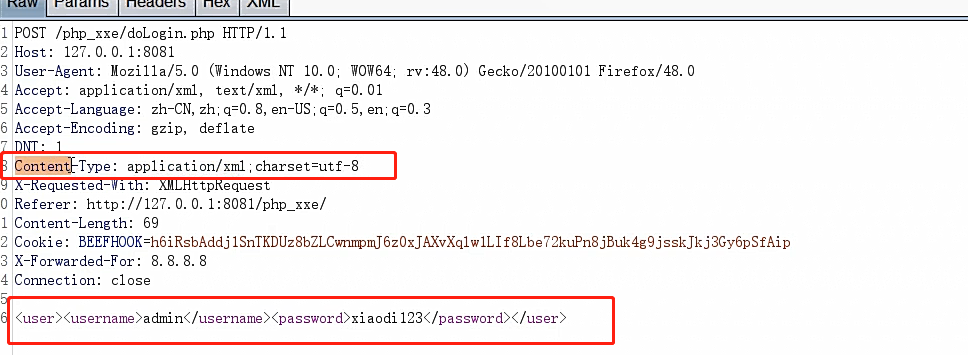 Raw Params Headers Hex XML
1 POST /php_xxe/doLogin.php HTTP/1.1
2 Host: 127.0.0.1:8081
3 User-Agent: Mozilla/5.0 (Windows NT 10.0; WOW64; rv:48.0) Gecko/20100101 Firefox/48.0
4 Accept: application/xml, text/xml, */*; q=0.01
5 Accept-Language: zh-CN,zh;q=0.8,en-US;q=0.5,en;q=0.3
6 Accept-Encoding: gzip, deflate
7 DNT: 1
8 Content-Type: application/xml;charset=utf-8
9 X-Requested-With: XMLHttpRequest
0 Referer: http://127.0.0.1:8081/php_xxe/
1 Content-Length: 69
2 Cookie: BEEFHOOK=h6iRsbAddj1SnTKDUz8bZLCwnmpmJ6z0xJAXvXq1w1LIf8Lbe72kuPn8jBuk4g9jsskJkj3Gy6pSfAip
3 X-Forwarded-For: 8.8.8.8
4 Connection: close
5
6 <user><username>admin</username><password>xiaodi123</password></user>